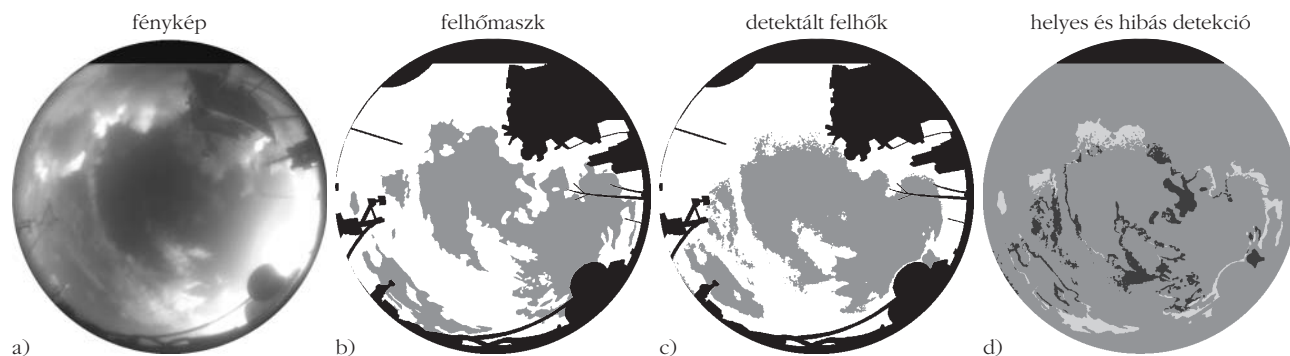 fénykép
felhőmaszk
detektált felhők
helyes és hibás detekció
a)
b)
c)
d)